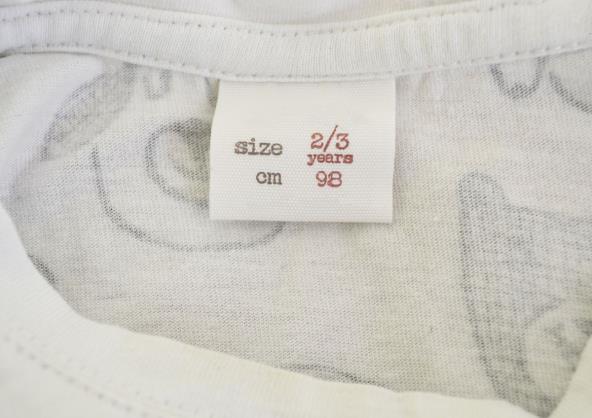 size 2/3
years
cm 98